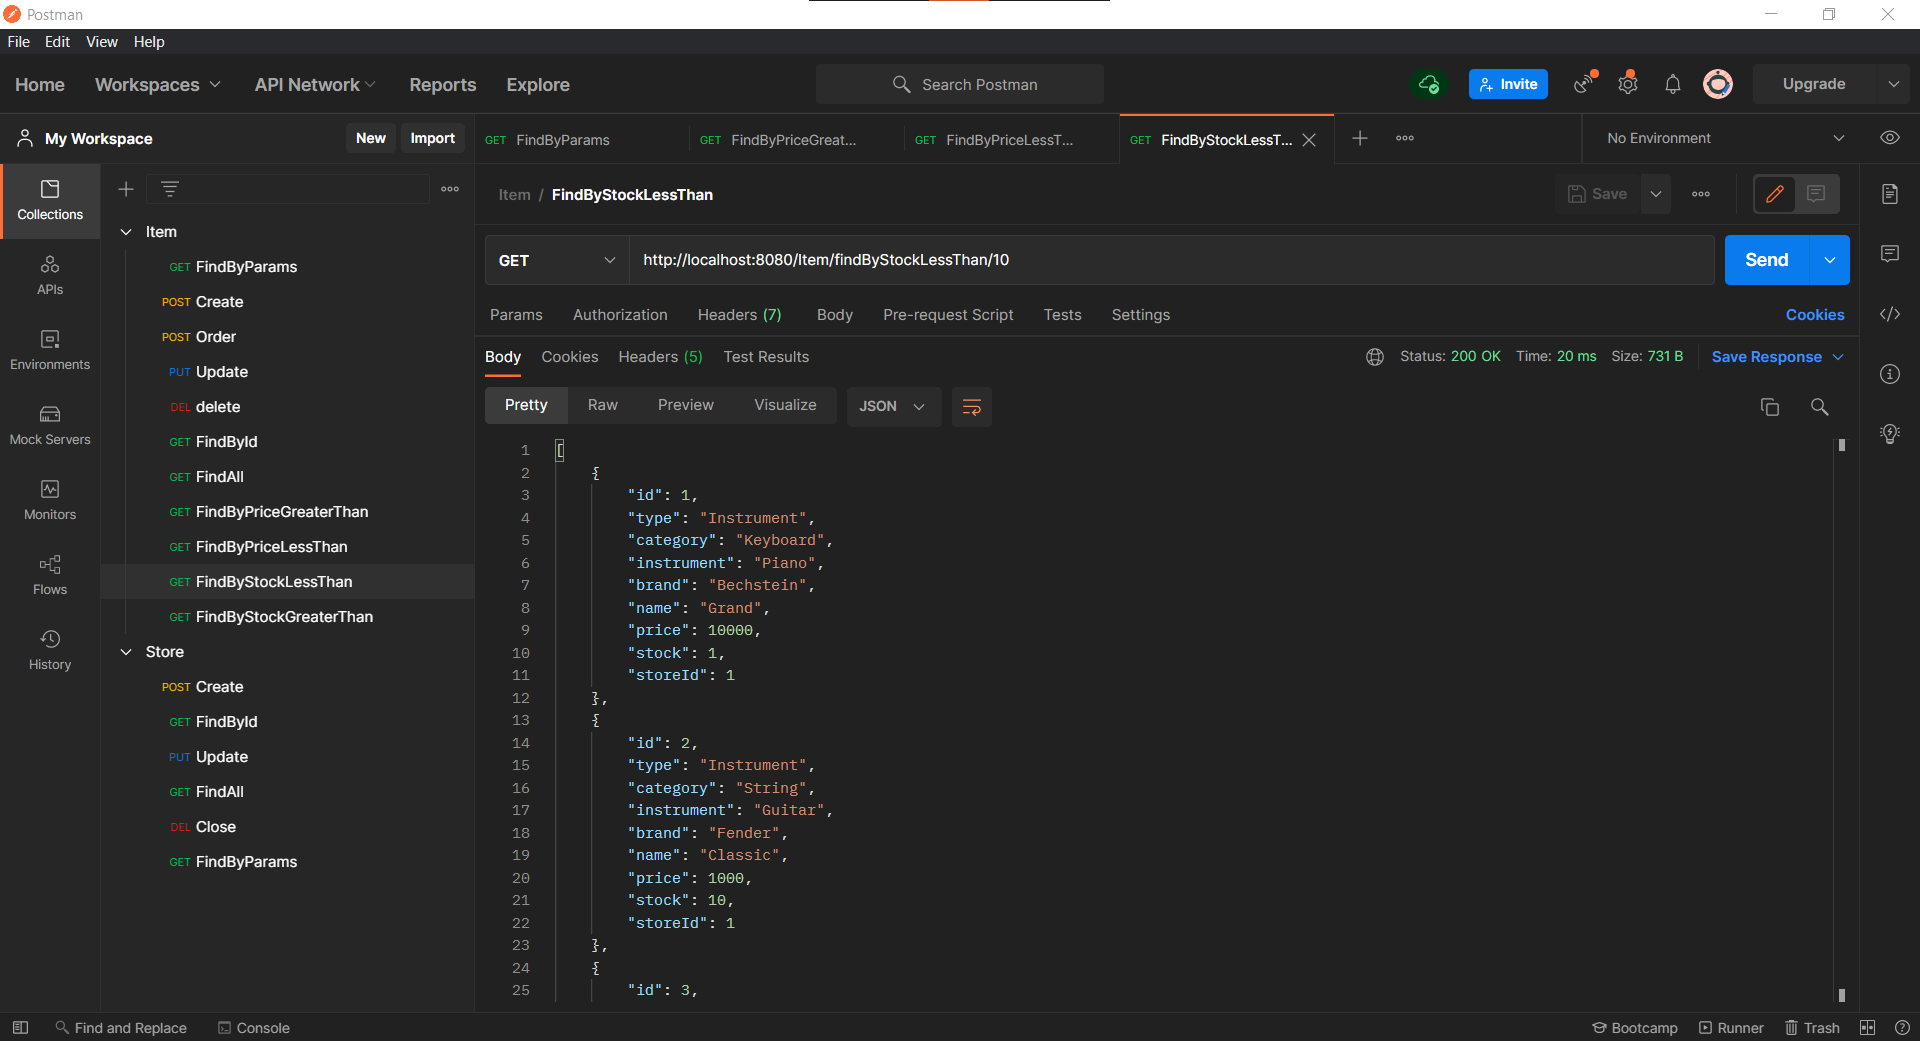 Postman
File Edit View Help
Home Workspaces API Network Reports Explore Search Postman Invite Upgrade
My Workspace New Import GET FindByParams GET FindByPriceGreat... GET FindByPriceLessT... GET FindByStockLessT... No Environment
Item / FindByStockLessThan Save
GET http://localhost:8080/Item/findByStockLessThan/10 Send
Params Authorization Headers (7) Body Pre-request Script Tests Settings Cookies
Body Cookies Headers (5) Test Results Status: 200 OK Time: 20 ms Size: 731 B Save Response
Pretty Raw Preview Visualize JSON
Collections
APIs
Environments
Mock Servers
Monitors
Flows
History
Item
GET FindByParams
POST Create
POST Order
PUT Update
DEL delete
GET FindById
GET FindAll
GET FindByPriceGreaterThan
GET FindByPriceLessThan
GET FindByStockLessThan
GET FindByStockGreaterThan
Store
POST Create
GET FindById
PUT Update
GET FindAll
DEL Close
GET FindByParams
1 [
2 {
3 "id": 1,
4 "type": "Instrument",
5 "category": "Keyboard",
6 "instrument": "Piano",
7 "brand": "Bechstein",
8 "name": "Grand",
9 "price": 10000,
10 "stock": 1,
11 "storeId": 1
12 },
13 {
14 "id": 2,
15 "type": "Instrument",
16 "category": "String",
17 "instrument": "Guitar",
18 "brand": "Fender",
19 "name": "Classic",
20 "price": 1000,
21 "stock": 10,
22 "storeId": 1
23 },
24 {
25 "id": 3,
Find and Replace Console Bootcamp Runner Trash